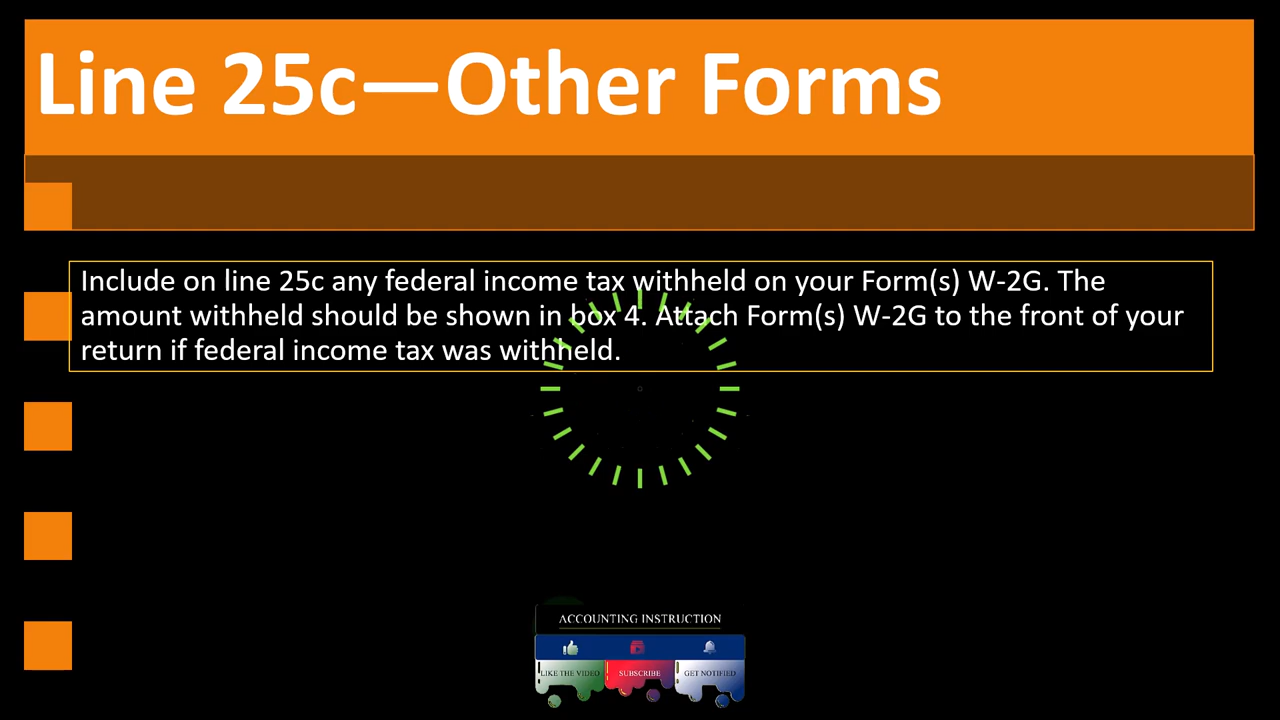 Line 25c—Other Forms
Include on line 25c any federal income tax withheld on your Form(s) W-2G. The
amount withheld should be shown in box 4. Attach Form(s) W-2G to the front of your
return if federal income tax was withheld.
ACCOUNTING INSTRUCTION
LIKE THE VIDEO SUBSCRIBE GET NOTIFIED